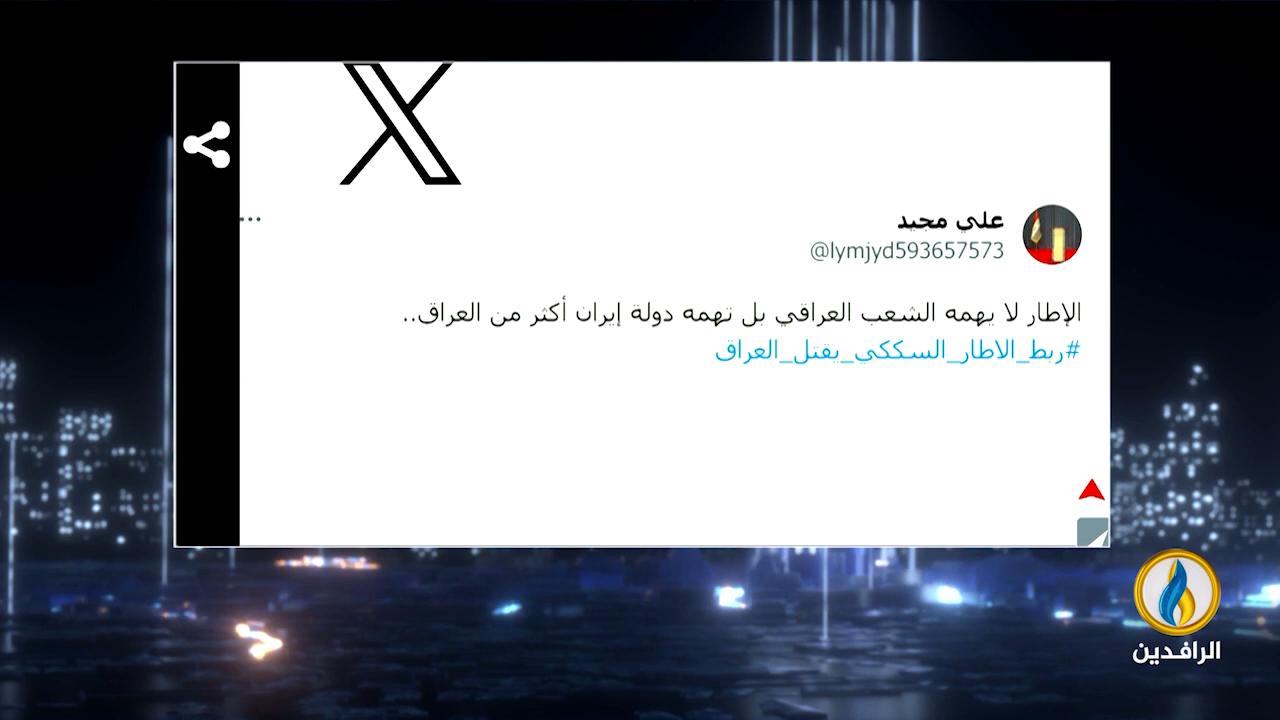 علي مجيد
@lymjyd593657573
الإطار لا يهمه الشعب العراقي بل تهمه دولة إيران أكثر من العراق..
#ربط_الاطار_السككي_يقتل_العراق
الرافدين